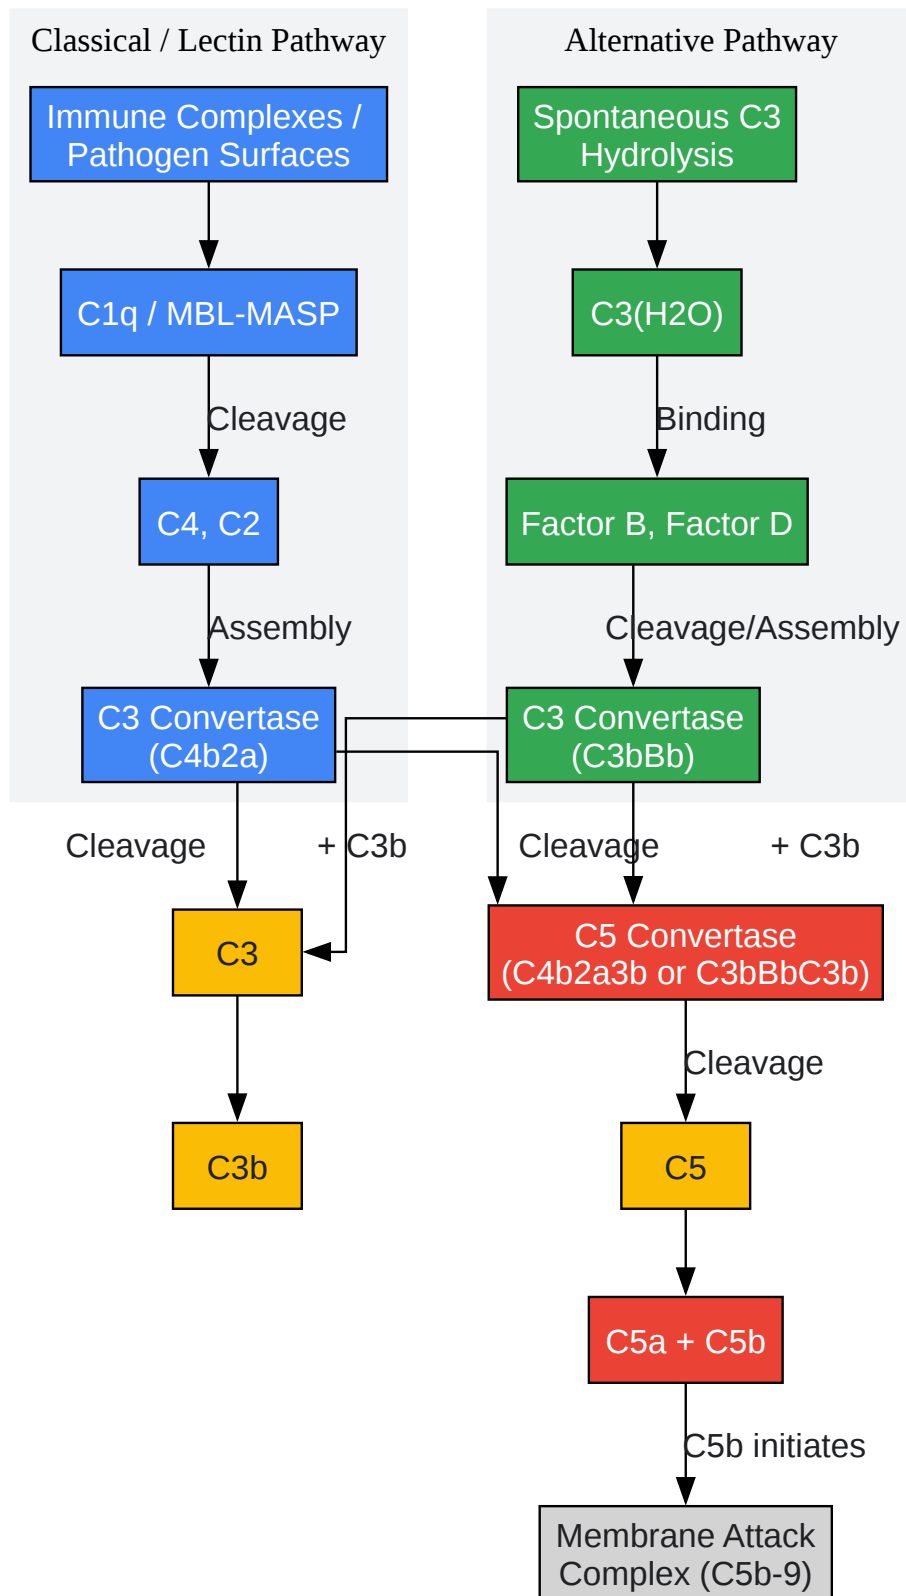 Classical / Lectin Pathway
Immune Complexes /
Pathogen Surfaces
C1q / MBL-MASP
Cleavage
C4, C2
Assembly
C3 Convertase
(C4b2a)
Alternative Pathway
Spontaneous C3
Hydrolysis
C3(H2O)
Binding
Factor B, Factor D
Cleavage/Assembly
C3 Convertase
(C3bBb)
Cleavage
+ C3b
Cleavage
+ C3b
C3
C3b
C5 Convertase
(C4b2a3b or C3bBbC3b)
Cleavage
C5
C5a + C5b
C5b initiates
Membrane Attack
Complex (C5b-9)